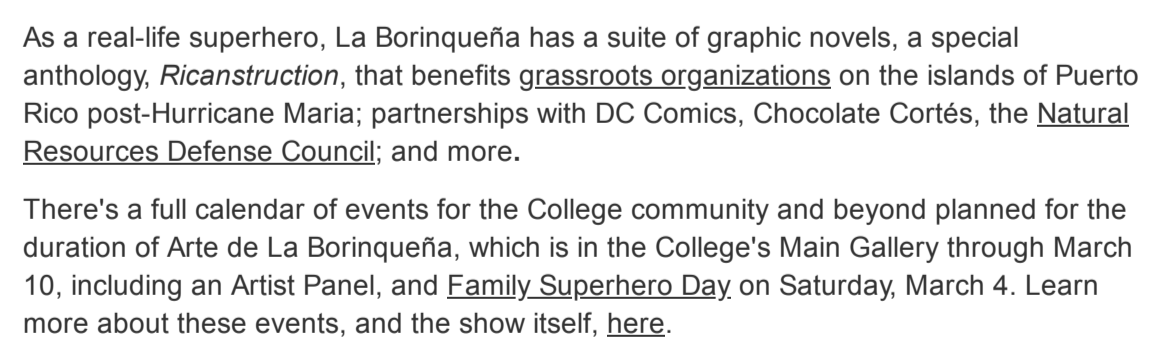 As a real-life superhero, La Borinqueña has a suite of graphic novels, a special
anthology, Ricanstruction, that benefits grassroots organizations on the islands of Puerto
Rico post-Hurricane Maria; partnerships with DC Comics, Chocolate Cortés, the Natural
Resources Defense Council; and more.
There's a full calendar of events for the College community and beyond planned for the
duration of Arte de La Borinqueña, which is in the College's Main Gallery through March
10, including an Artist Panel, and Family Superhero Day on Saturday, March 4. Learn
more about these events, and the show itself, here.